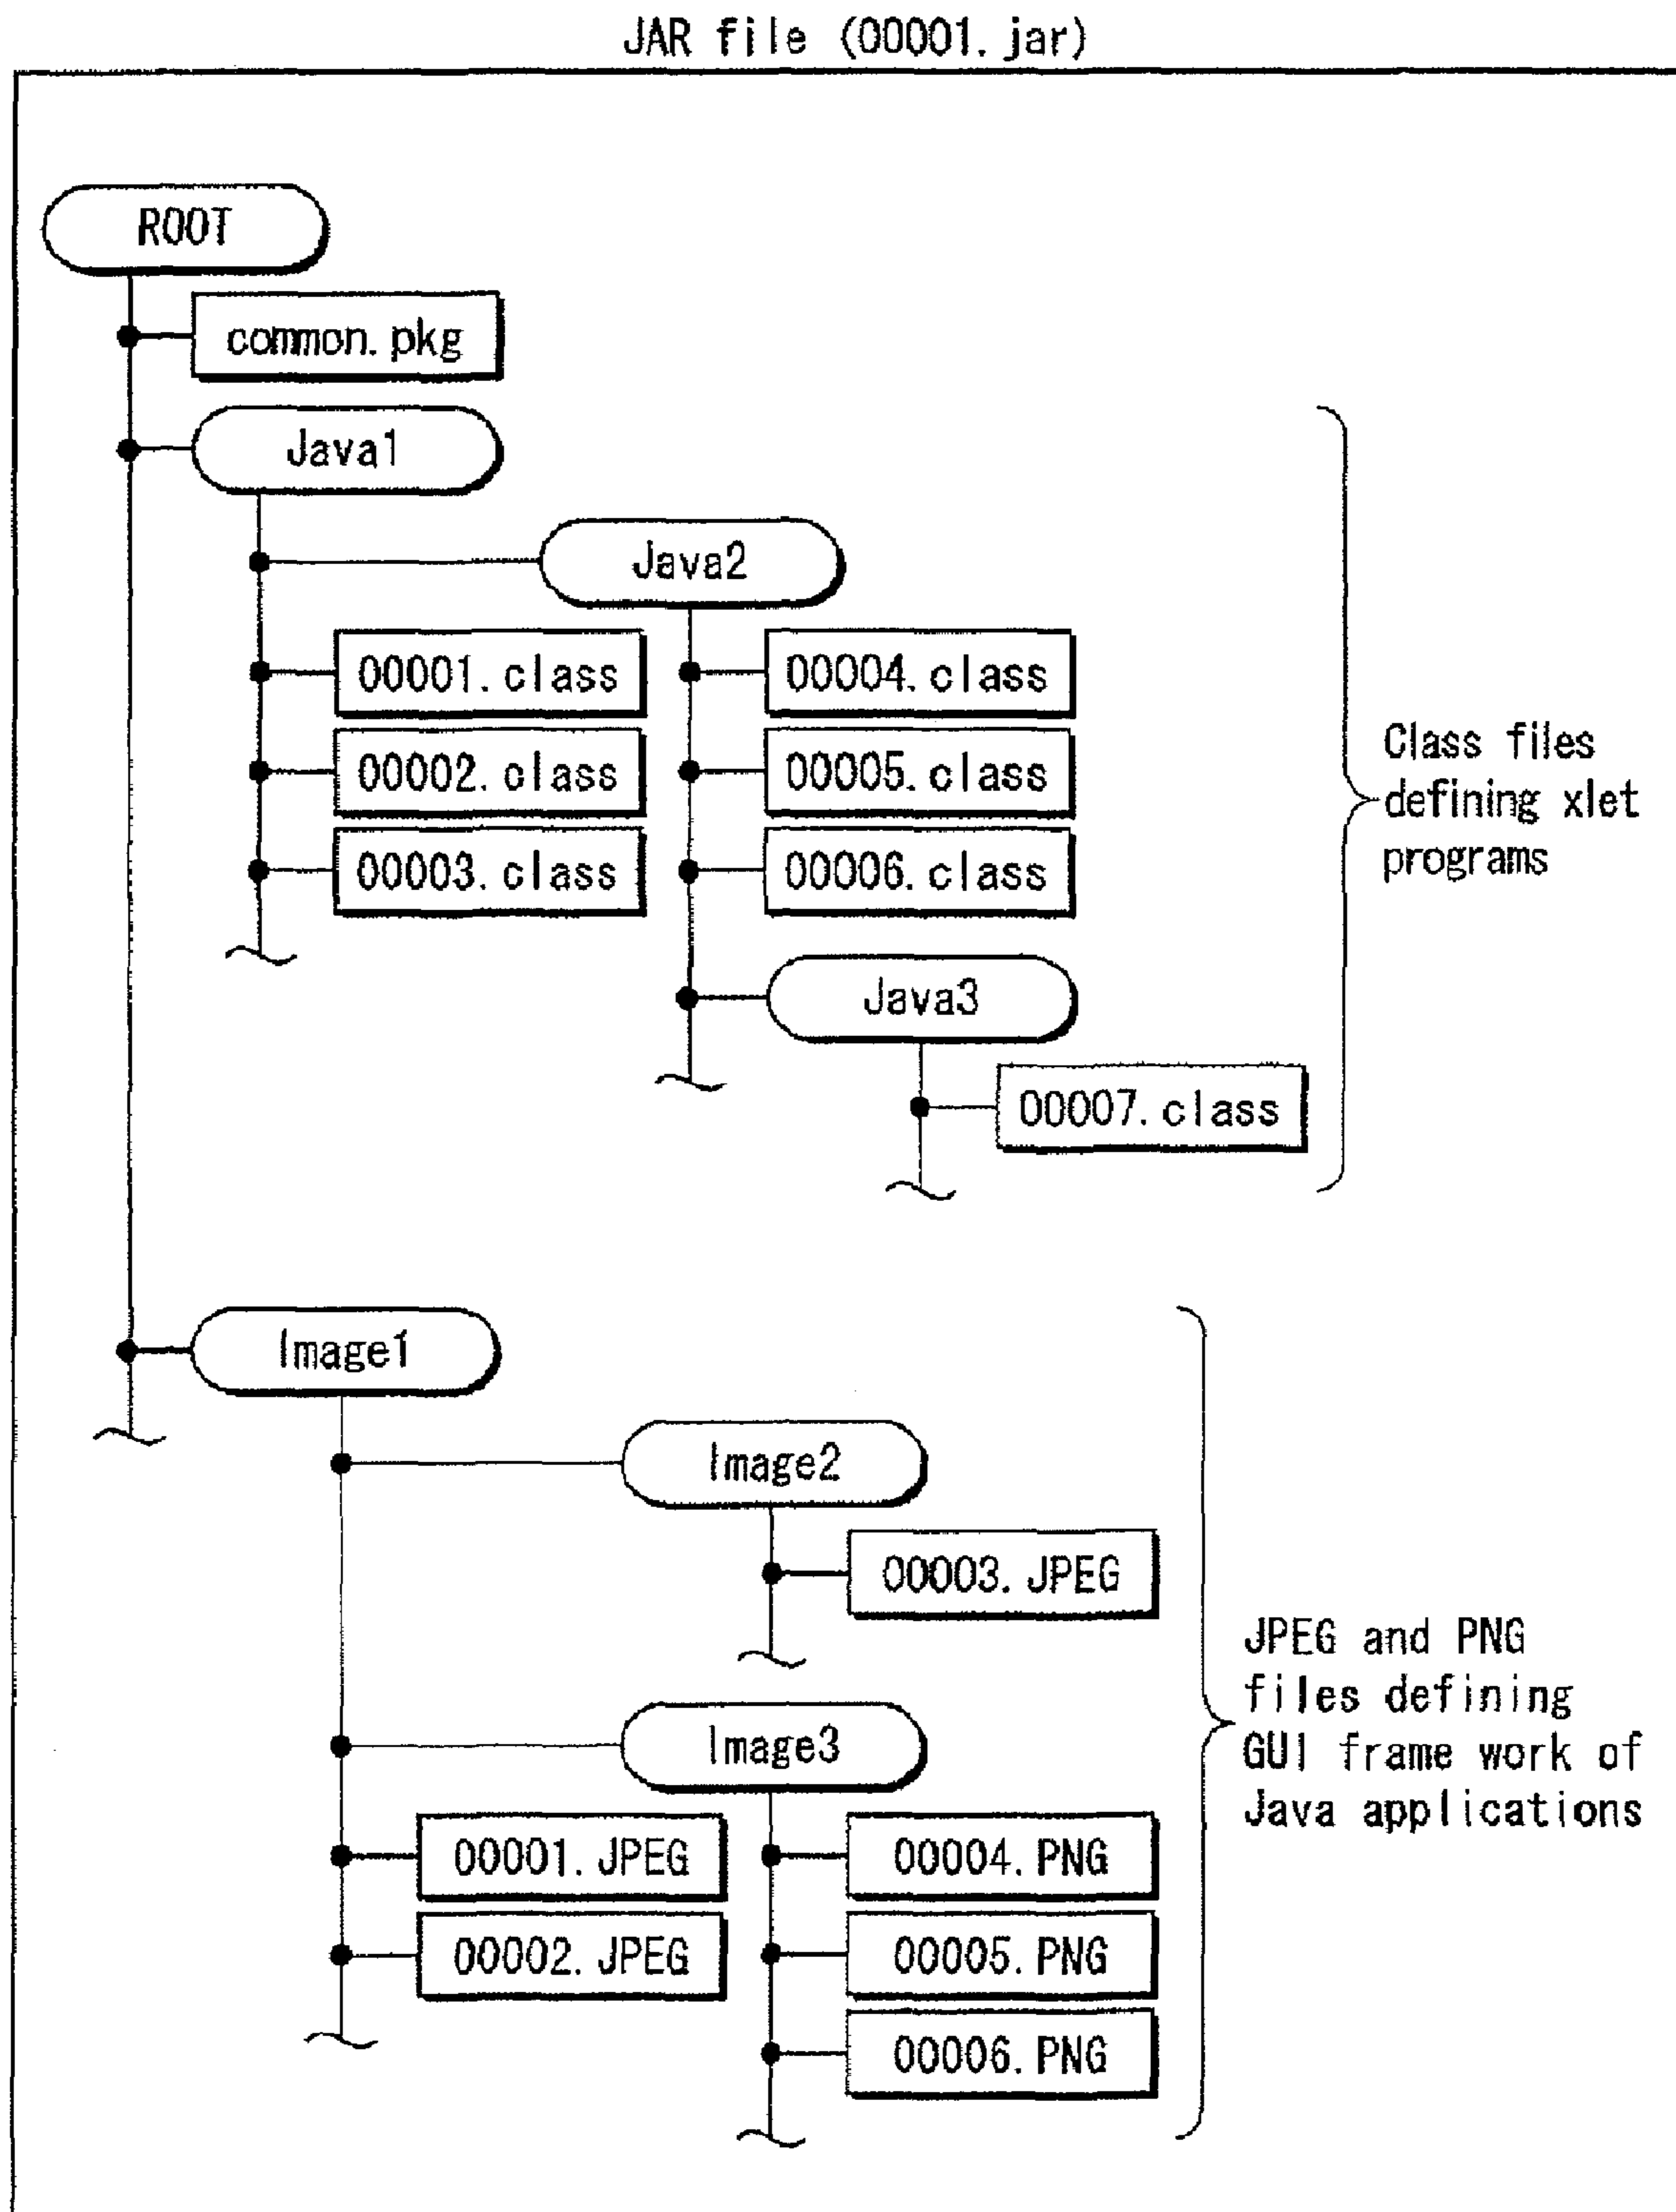 JAR file (00001.jar)
ROOT
common.pkg
Java1
Java2
00001.class
00004.class
00002.class
00005.class
00003.class
00006.class
Java3
00007.class
Class files
defining xlet
programs
Image1
Image2
00003.JPEG
Image3
00001.JPEG
00004.PNG
00002.JPEG
00005.PNG
00006.PNG
JPEG and PNG
files defining
GUI frame work of
Java applications